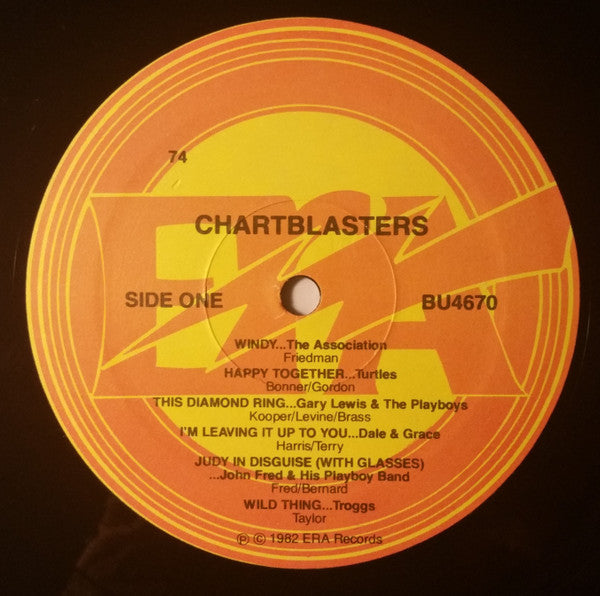 74
CHARTBLASTERS
SIDE ONE
BU4670
WINDY...The Association
Friedman
HAPPY TOGETHER...Turtles
Bonner/Gordon
THIS DIAMOND RING...Gary Lewis & The Playboys
Kooper/Levine/Brass
I'M LEAVING IT UP TO YOU...Dale & Grace
Harris/Terry
JUDY IN DISGUISE (WITH GLASSES)
...John Fred & His Playboy Band
Fred/Bernard
WILD THING...Troggs
Taylor
℗ © 1982 ERA Records
ERA